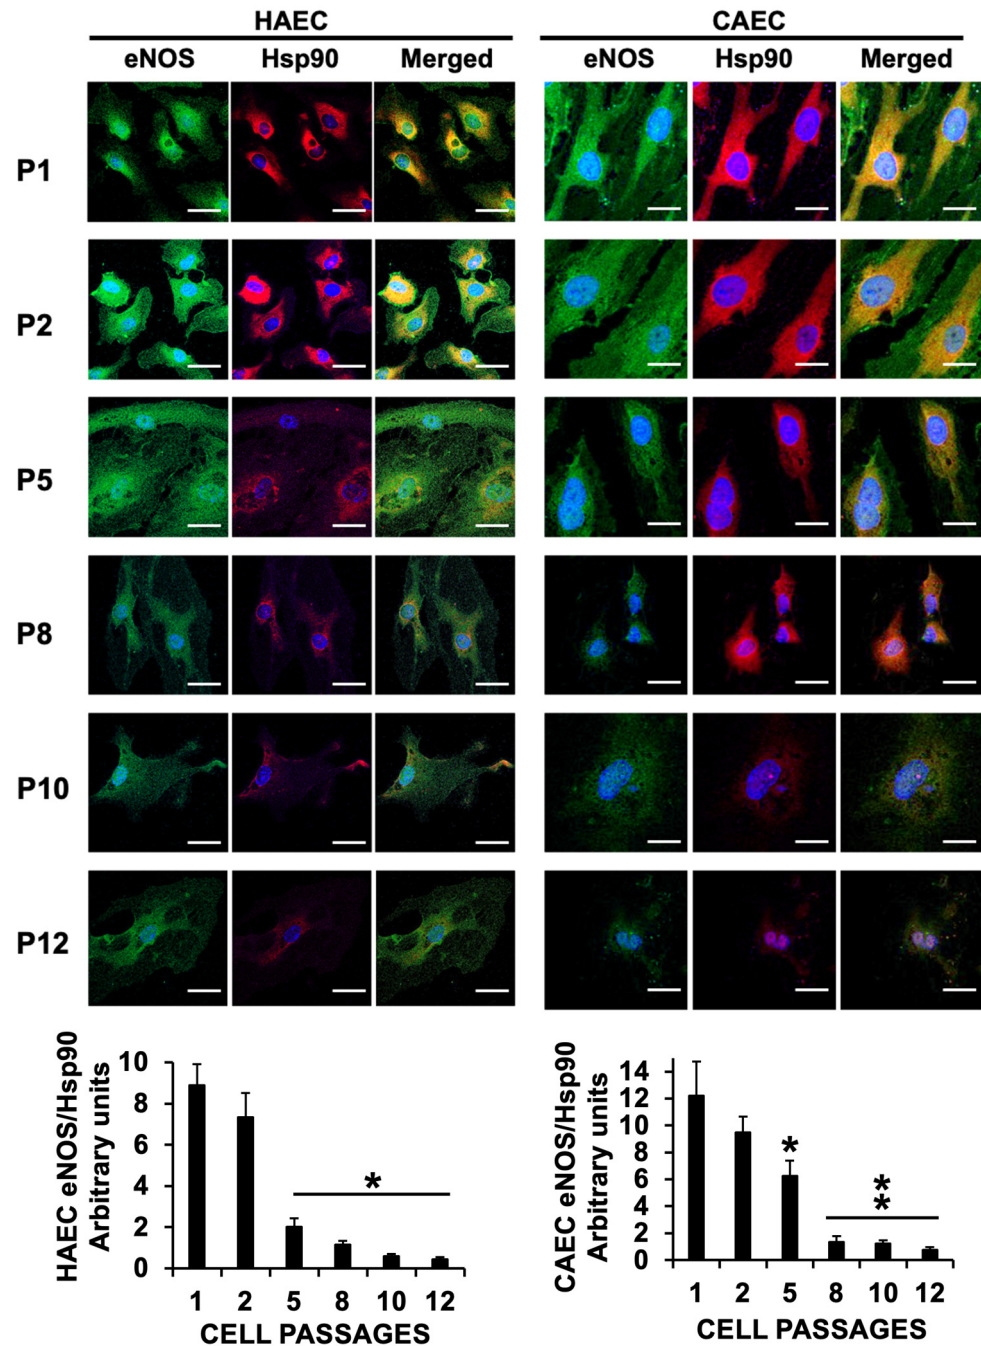 HAEC CAEC
eNOS Hsp90 Merged eNOS Hsp90 Merged
P1
P2
P5
P8
P10
P12
HAEC eNOS/Hsp90
Arbitrary units
10
8
6
4
2
0
*
1 2 5 8 10 12
CELL PASSAGES
CAEC eNOS/Hsp90
Arbitrary units
14
12
10
8
6
4
2
0
*
*
*
1 2 5 8 10 12
CELL PASSAGES